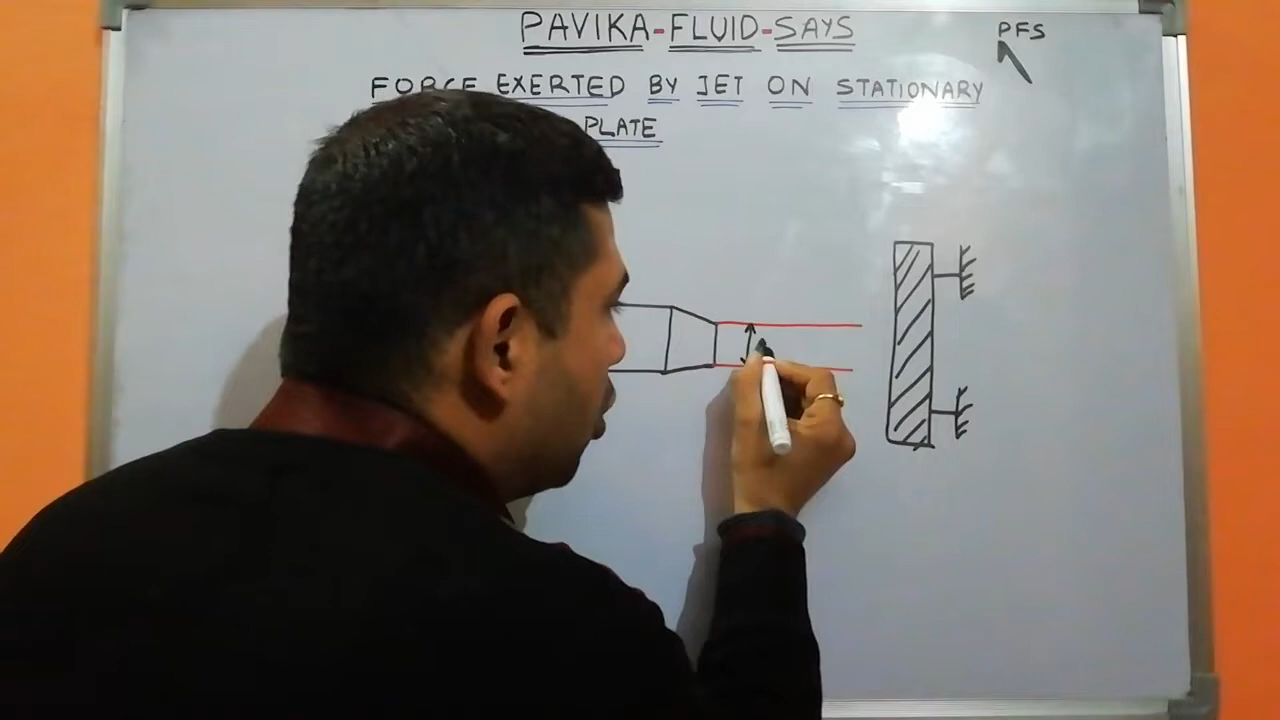 PAVIKA-FLUID-SAYS
PFS
FORCE EXERTED BY JET ON STATIONARY
PLATE